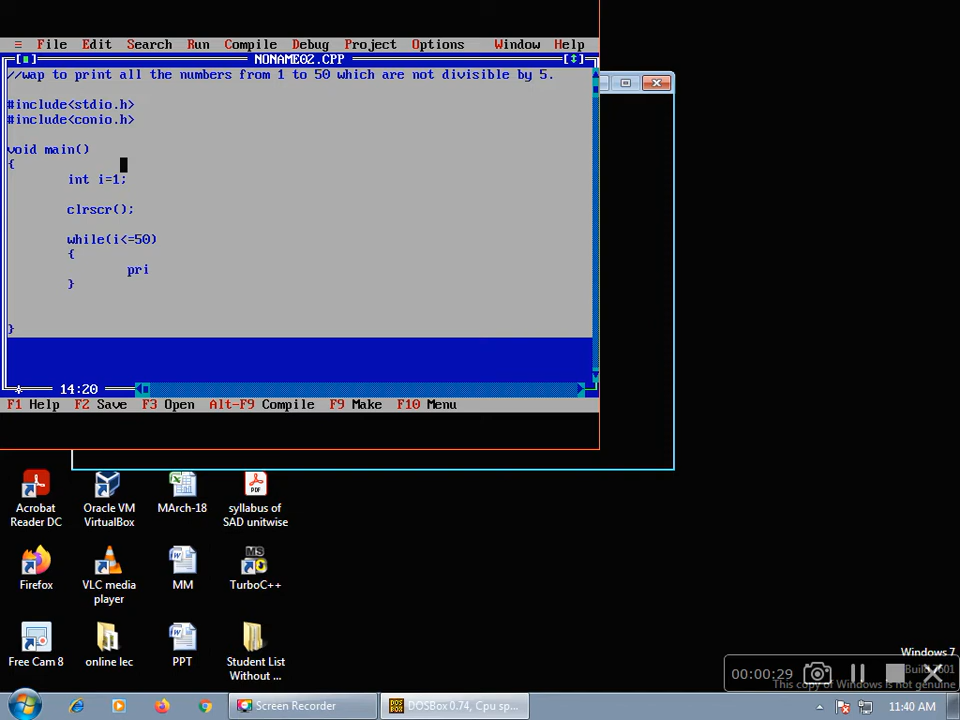 ≡ File Edit Search Run Compile Debug Project Options Window Help
NONAME02.CPP
//wap to print all the numbers from 1 to 50 which are not divisible by 5.
#include<stdio.h>
#include<conio.h>
void main()
{
int i=1;
clrscr();
while(i<=50)
{
pri
}
}
14:20
F1 Help F2 Save F3 Open Alt-F9 Compile F9 Make F10 Menu
Acrobat Reader DC
Oracle VM VirtualBox
MArch-18
syllabus of SAD unitwise
Firefox
VLC media player
MM
TurboC++
Free Cam 8
online lec
PPT
Student List Without ...
Windows 7
Build 7601
This copy of Windows is not genuine
00:00:29
Screen Recorder
DOSBox 0.74, Cpu sp...
11:40 AM